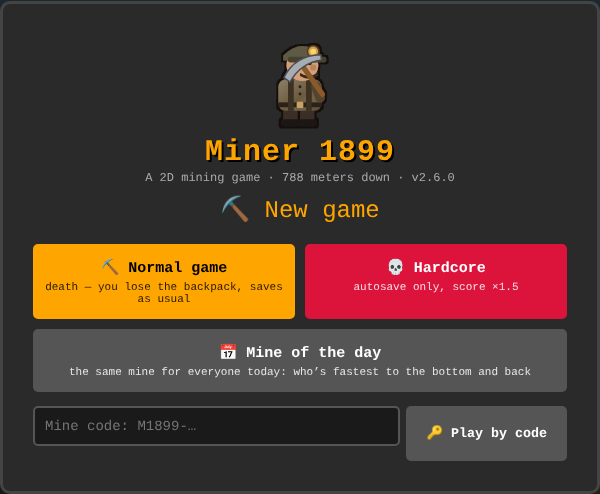 Miner 1899
A 2D mining game · 788 meters down · v2.6.0
New game
Normal game
death — you lose the backpack, saves
as usual
Hardcore
autosave only, score ×1.5
Mine of the day
the same mine for everyone today: who’s fastest to the bottom and back
Mine code: M1899-…
Play by code